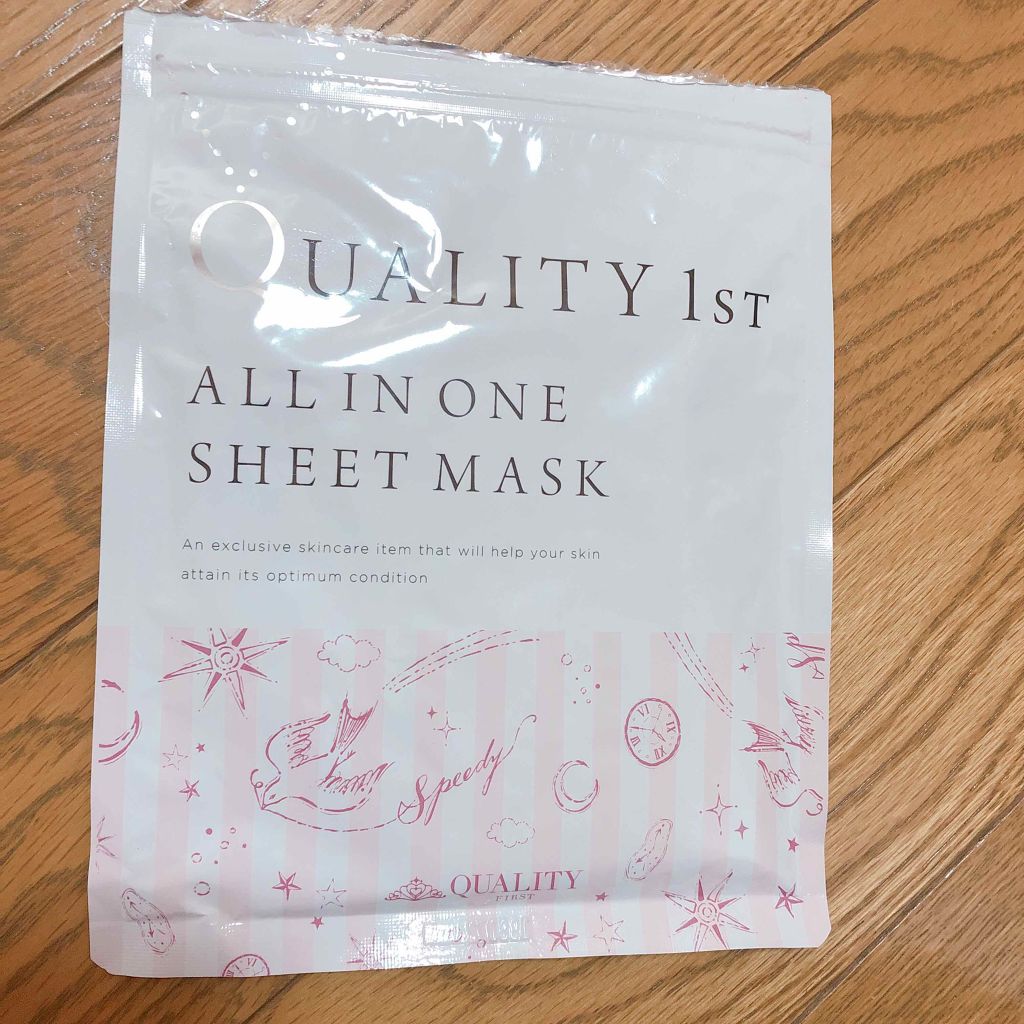 QUALITY 1ST
ALL IN ONE
SHEET MASK
An exclusive skincare item that will help your skin
attain its optimum condition
Speedy
QUALITY
FIRST